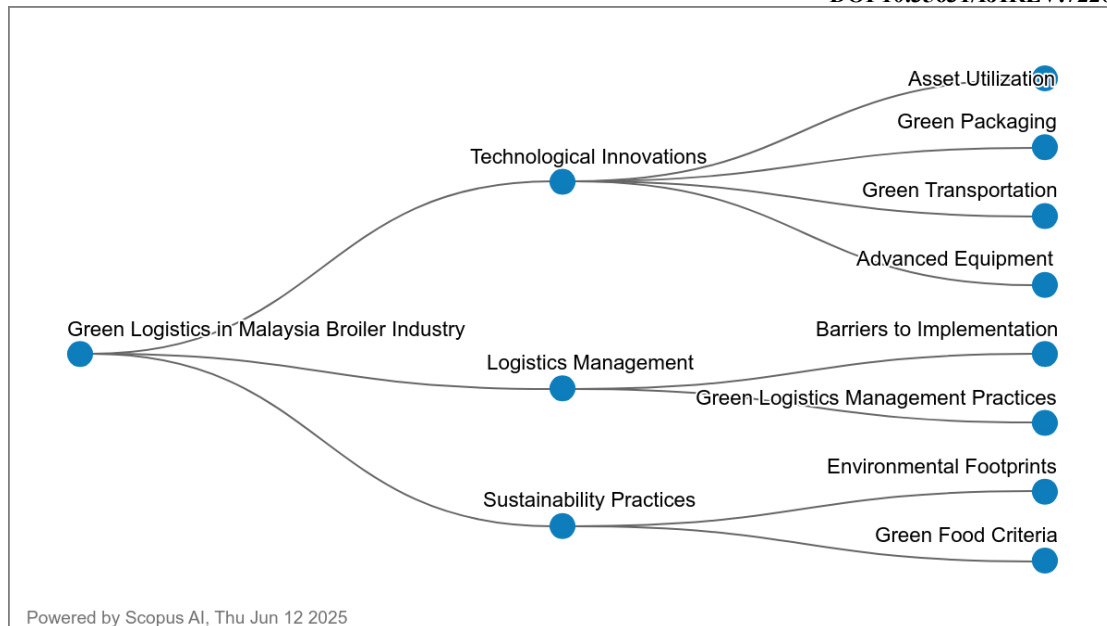 Asset Utilization
Green Packaging
Technological Innovations
Green Transportation
Advanced Equipment
Green Logistics in Malaysia Broiler Industry
Barriers to Implementation
Logistics Management
Green Logistics Management Practices
Environmental Footprints
Sustainability Practices
Green Food Criteria
Powered by Scopus AI, Thu Jun 12 2025